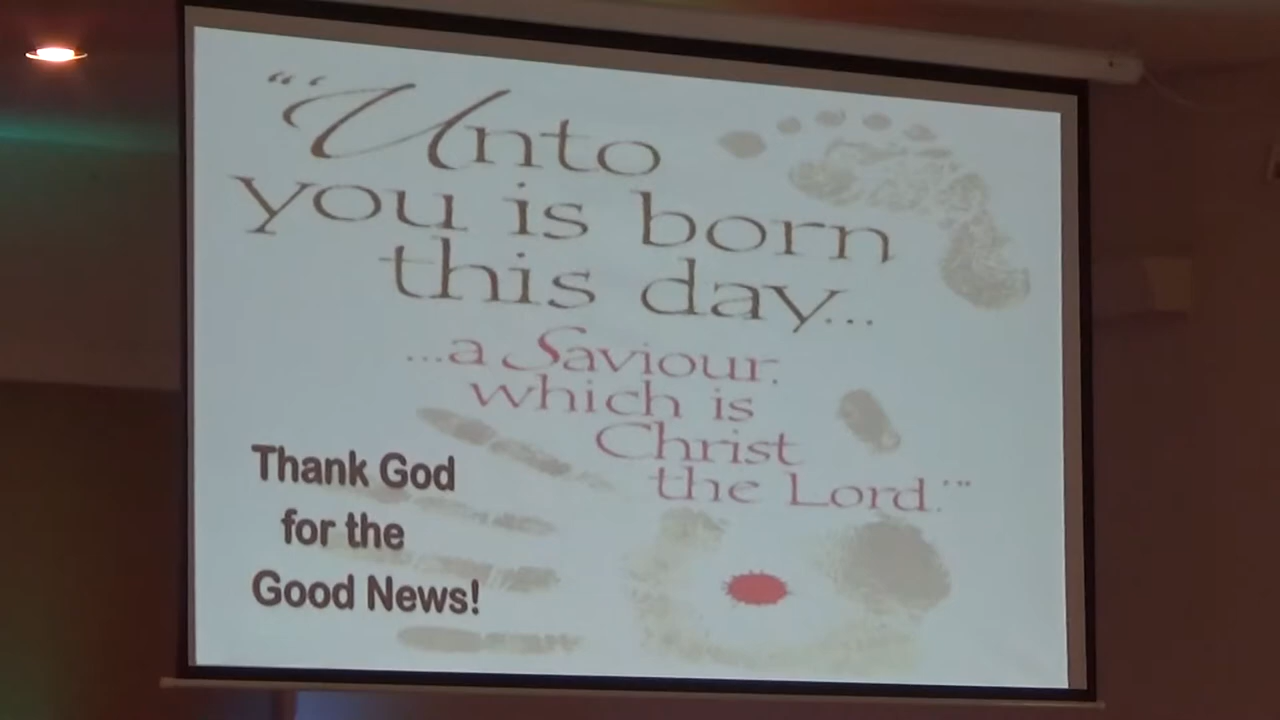 "'Unto
you is born
this day...
...a Saviour,
which is
Christ
the Lord.'"
Thank God
for the
Good News!